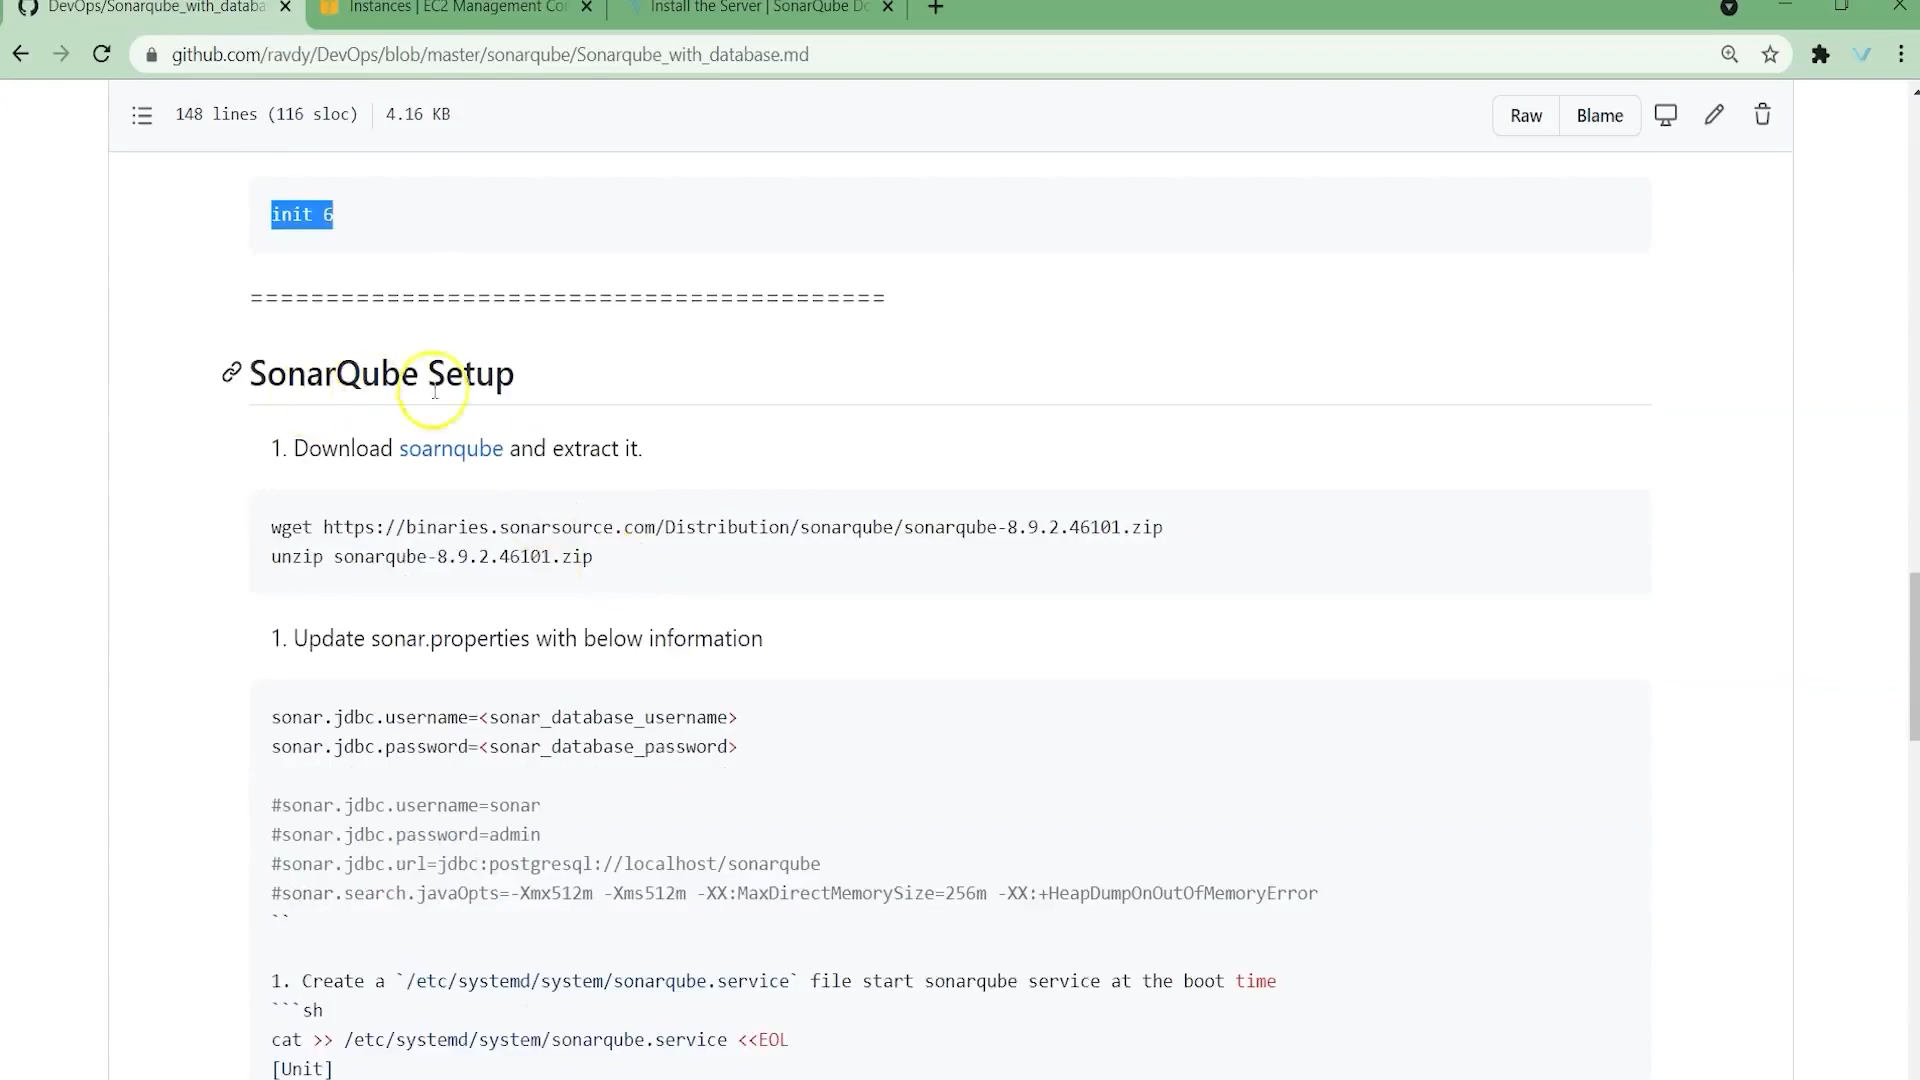 DevOps/Sonarqube_with_databa
Instances | EC2 Management Co
Install the Server | SonarQube Do
github.com/ravdy/DevOps/blob/master/sonarqube/Sonarqube_with_database.md
148 lines (116 sloc) 4.16 KB
Raw Blame
init 6
==========================================
SonarQube Setup
1. Download soarnqube and extract it.
wget https://binaries.sonarsource.com/Distribution/sonarqube/sonarqube-8.9.2.46101.zip
unzip sonarqube-8.9.2.46101.zip
1. Update sonar.properties with below information
sonar.jdbc.username=<sonar_database_username>
sonar.jdbc.password=<sonar_database_password>
#sonar.jdbc.username=sonar
#sonar.jdbc.password=admin
#sonar.jdbc.url=jdbc:postgresql://localhost/sonarqube
#sonar.search.javaOpts=-Xmx512m -Xms512m -XX:MaxDirectMemorySize=256m -XX:+HeapDumpOnOutOfMemoryError
``
1. Create a `/etc/systemd/system/sonarqube.service` file start sonarqube service at the boot time
```sh
cat >> /etc/systemd/system/sonarqube.service <<EOL
[Unit]